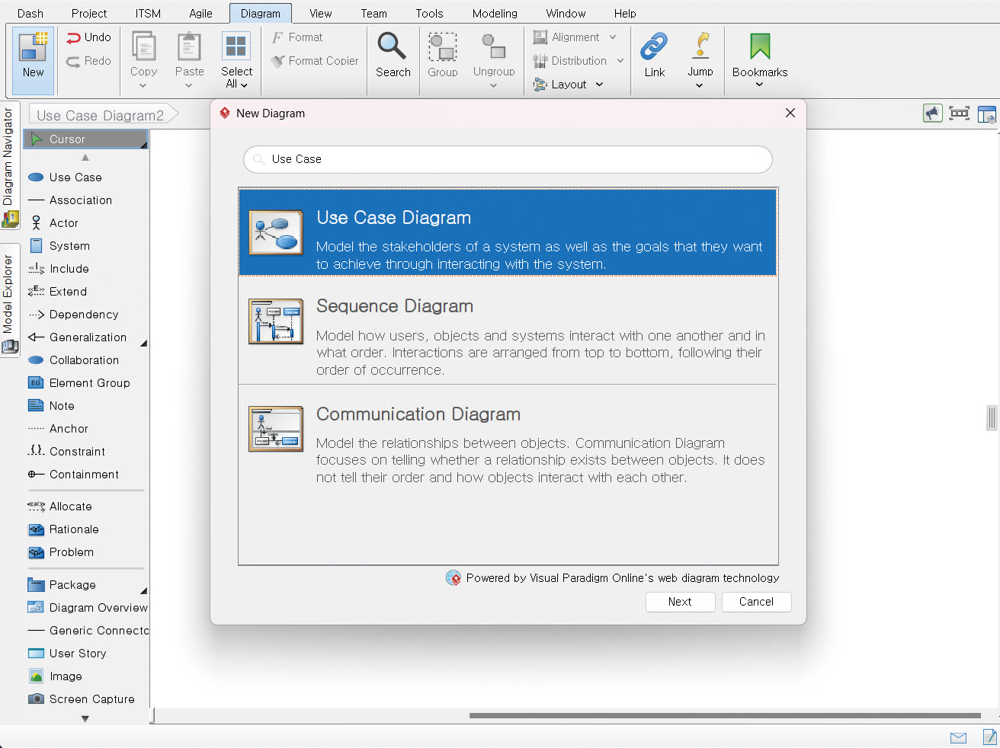 Dash Project ITSM Agile Diagram View Team Tools Modeling Window Help
New
Undo
Redo
Copy
Paste
Select
All
Format
Format Copier
Search
Group
Ungroup
Alignment
Distribution
Layout
Link
Jump
Bookmarks
Diagram Navigator
Model Explorer
Use Case Diagram2
Cursor
Use Case
Association
Actor
System
Include
Extend
Dependency
Generalization
Collaboration
EG Element Group
Note
Anchor
Constraint
Containment
Allocate
Rationale
Problem
Package
Diagram Overview
Generic Connecto
User Story
Image
Screen Capture
New Diagram
Use Case
Use Case Diagram
Model the stakeholders of a system as well as the goals that they want
to achieve through interacting with the system.
Sequence Diagram
Model how users, objects and systems interact with one another and in
what order. Interactions are arranged from top to bottom, following their
order of occurrence.
Communication Diagram
Model the relationships between objects. Communication Diagram
focuses on telling whether a relationship exists between objects. It does
not tell their order and how objects interact with each other.
Powered by Visual Paradigm Online's web diagram technology
Next
Cancel